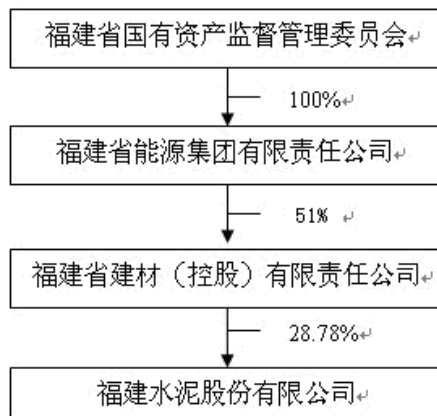 福建省国有资产监督管理委员会
100%
福建省能源集团有限责任公司
51%
福建省建材（控股）有限责任公司
28.78%
福建水泥股份有限公司